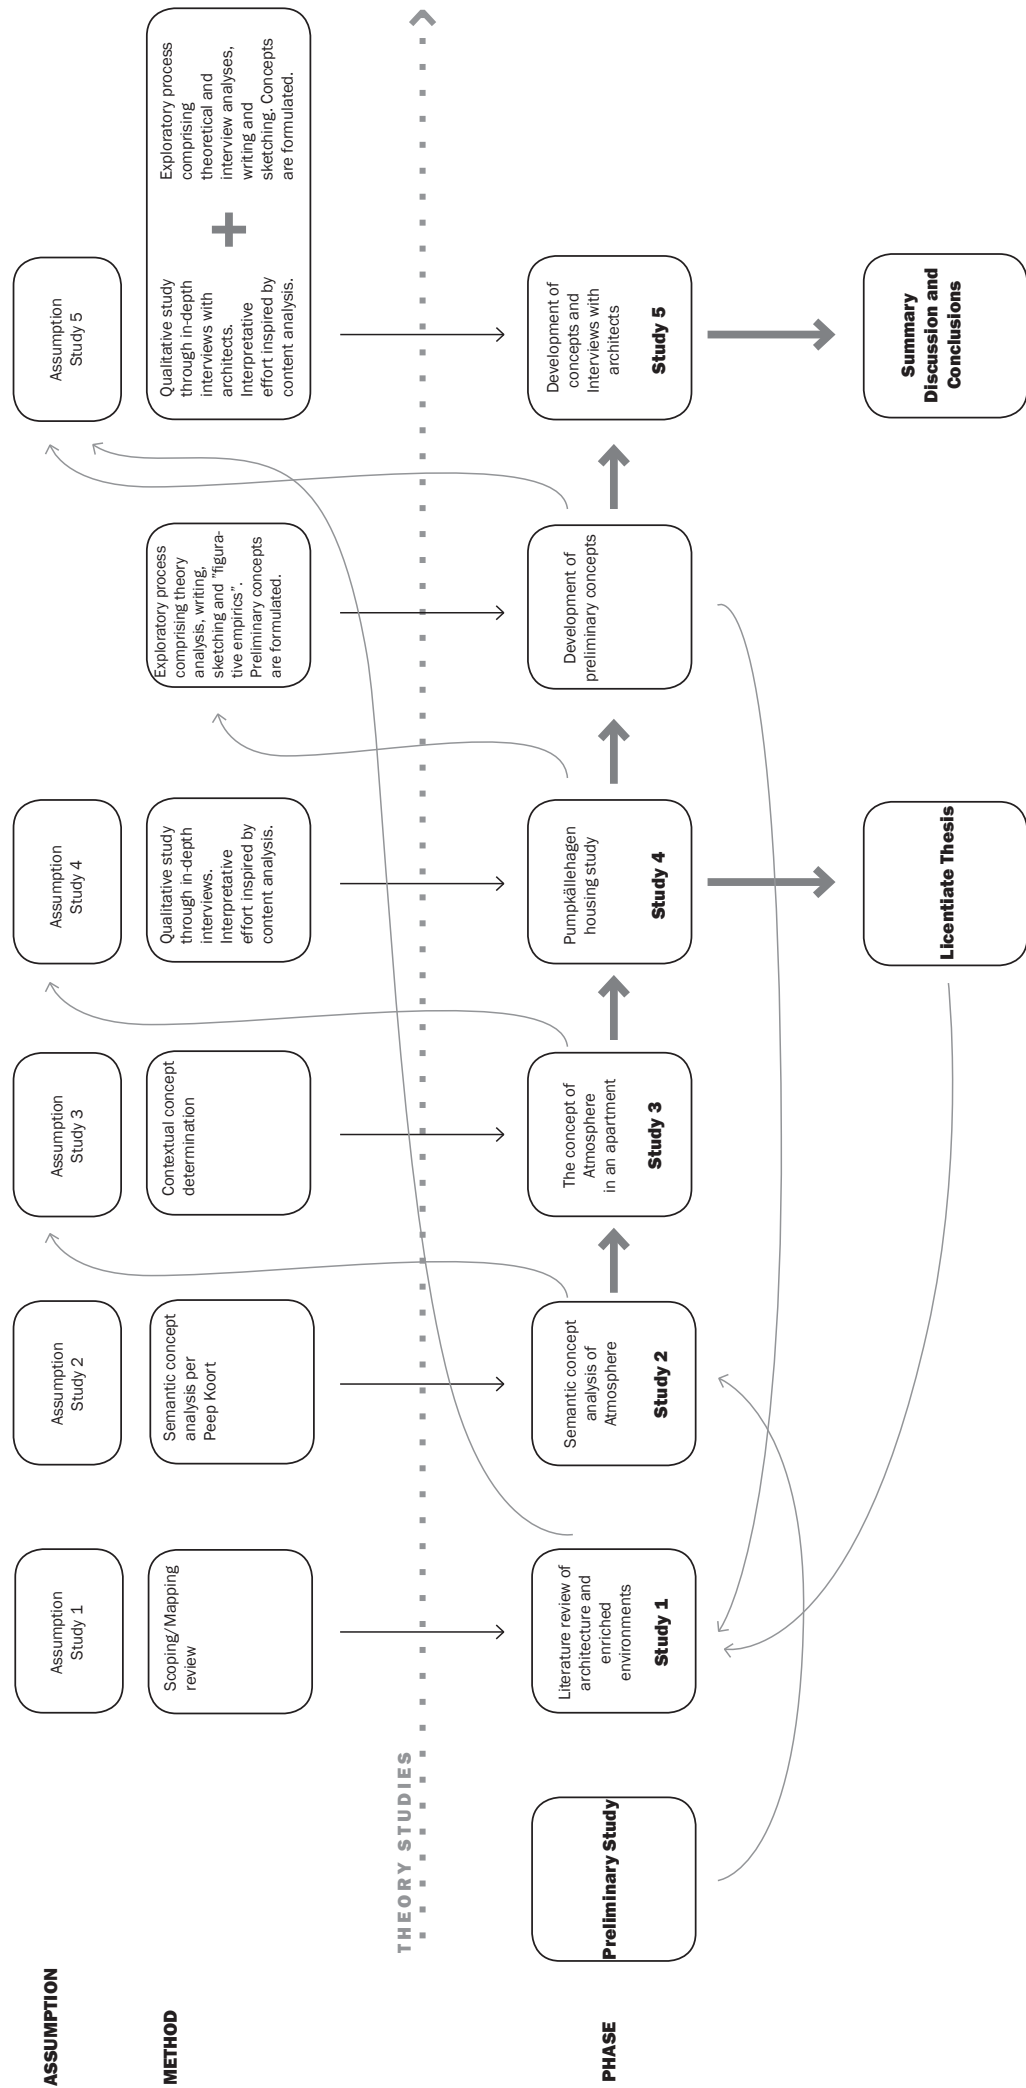 ASSUMPTION
Assumption
Study 1
Assumption
Study 2
Assumption
Study 3
Assumption
Study 4
Assumption
Study 5
METHOD
Scoping/Mapping
review
Semantic concept
analysis per
Peep Koort
Contextual concept
determination
Qualitative study
through in-depth
interviews.
Interpretative
effort inspired by
content analysis.
Exploratory process
comprising theory
analysis, writing,
sketching and "figura-
tive empirics".
Preliminary concepts
are formulated.
Qualitative study
through in-depth
interviews with
architects.
Interpretative
effort inspired by
content analysis.
+
Exploratory process
comprising
theoretical and
interview analyses,
writing and
sketching. Concepts
are formulated.
THEORY STUDIES
PHASE
Preliminary Study
Literature review of
architecture and
enriched
environments
Study 1
Semantic concept
analysis of
Atmosphere
Study 2
The concept of
Atmosphere
in an apartment
Study 3
Pumpkällehagen
housing study
Study 4
Development of
preliminary concepts
Development of
concepts and
Interviews with
architects
Study 5
Licentiate Thesis
Summary
Discussion and
Conclusions